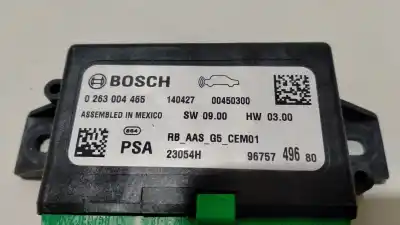 BOSCH
0 263 004 465 140427 00450300
ASSEMBLED IN MEXICO SW 09.00 HW 03.00
RB_AAS_G5_CEM01
PSA 23054H 96757 496 80